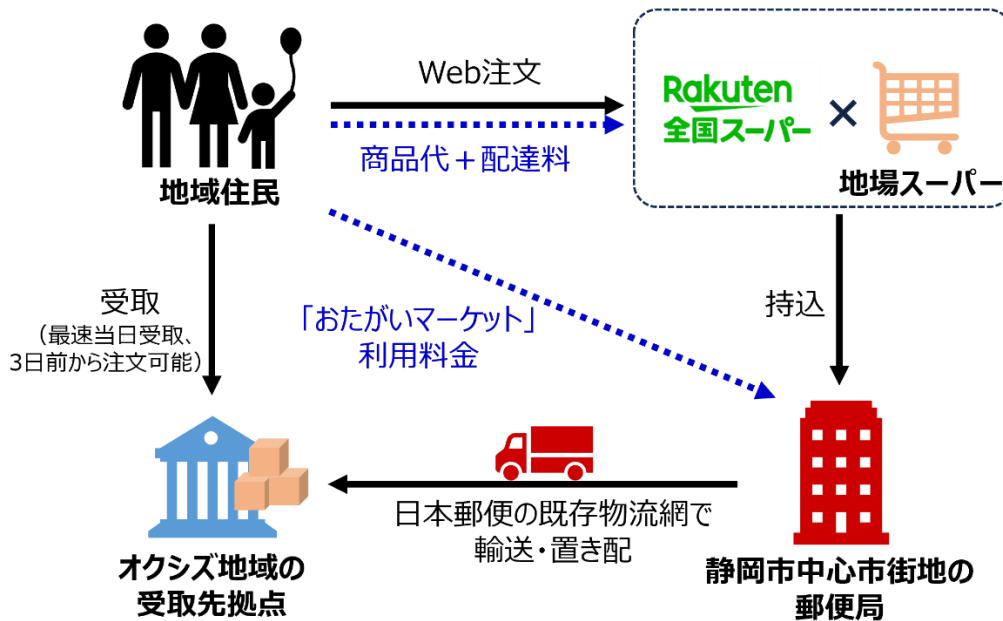 Web注文
商品代+配達料
Rakuten
全国スーパー
×
地場スーパー
地域住民
受取
(最速当日受取、
3日前から注文可能)
「おたがいマーケット」
利用料金
持込
日本郵便の既存物流網で
輸送・置き配
オクシズ地域の
受取先拠点
静岡市中心市街地の
郵便局